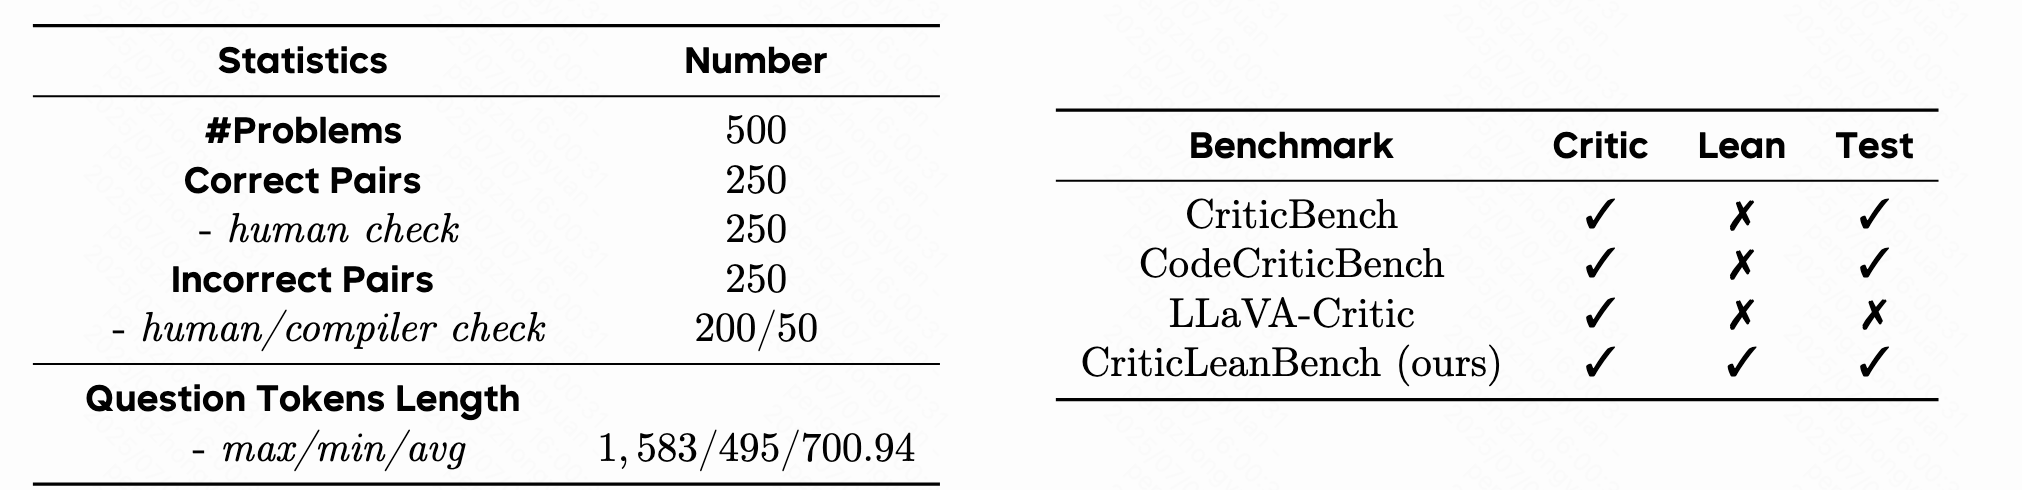 Statistics Number
#Problems 500
Correct Pairs 250
- human check 250
Incorrect Pairs 250
- human/compiler check 200/50
Question Tokens Length
- max/min/avg 1, 583/495/700.94
Benchmark Critic Lean Test
CriticBench ✓ ✗ ✓
CodeCriticBench ✓ ✗ ✓
LLaVA-Critic ✓ ✗ ✗
CriticLeanBench (ours) ✓ ✓ ✓